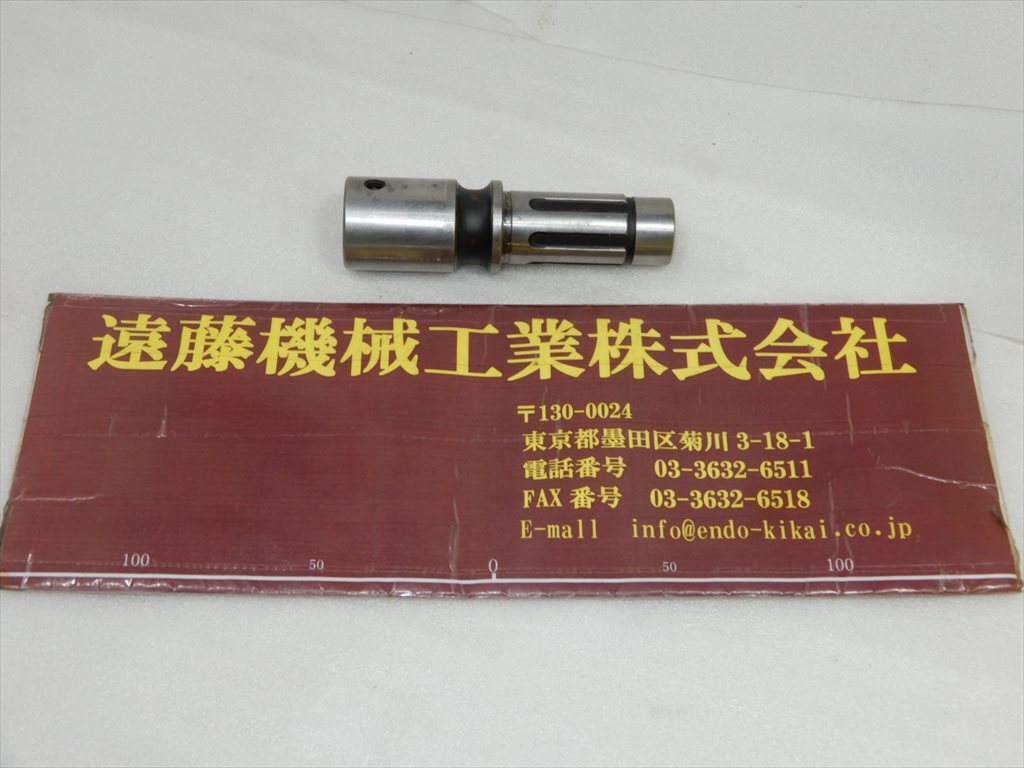 遠藤機械工業株式会社
〒130-0024
東京都墨田区菊川 3-18-1
電話番号 03-3632-6511
FAX 番号 03-3632-6518
E-mall info@endo-kikai.co.jp
100 50 0 50 100